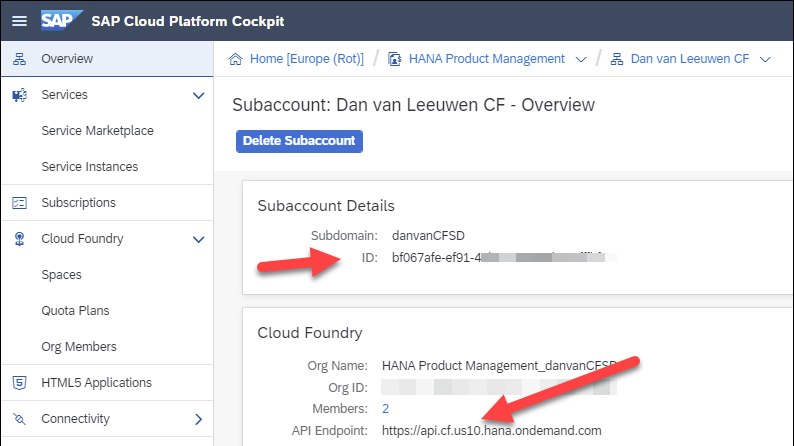 SAP SAP Cloud Platform Cockpit
Overview
Services
Service Marketplace
Service Instances
Subscriptions
Cloud Foundry
Spaces
Quota Plans
Org Members
HTML5 Applications
Connectivity
Home [Europe (Rot)] / HANA Product Management / Dan van Leeuwen CF
Subaccount: Dan van Leeuwen CF - Overview
Delete Subaccount
Subaccount Details
Subdomain: danvanCFSD
ID: bf067afe-ef91-4
Cloud Foundry
Org Name: HANA Product Management_danvanCFSD
Org ID:
Members: 2
API Endpoint: https://api.cf.us10.hana.ondemand.com